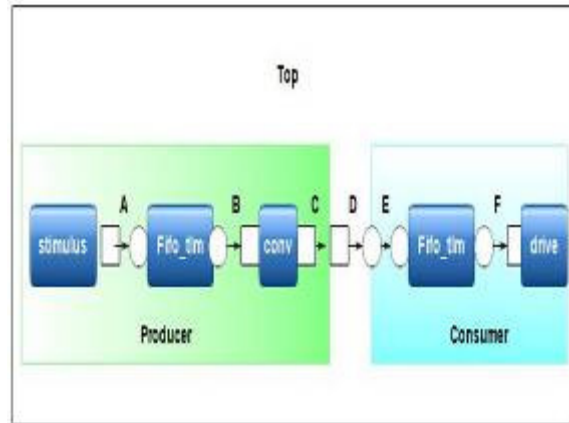 Top
A
B
C
D
E
F
stimulus
Fifo_tlm
conv
Fifo_tlm
drive
Producer
Consumer